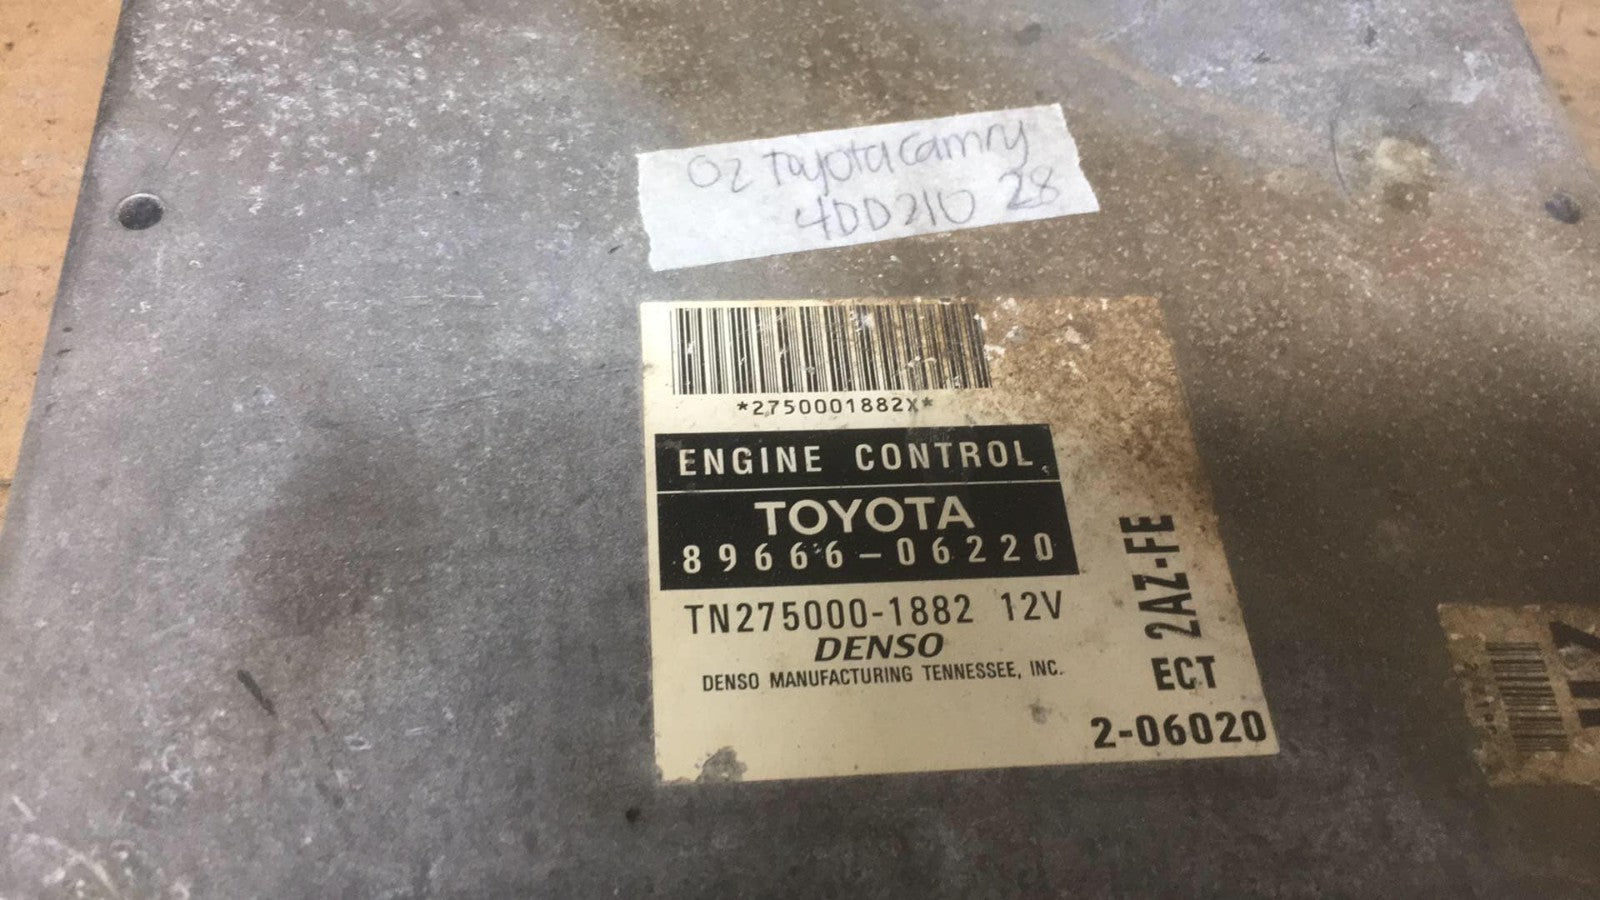 02 Toyota Camry
4DD210 28
*2750001882X*
ENGINE CONTROL
TOYOTA
89666-06220
TN275000-1882 12V
DENSO
DENSO MANUFACTURING TENNESSEE, INC.
2AZ-FE
ECT
2-06020